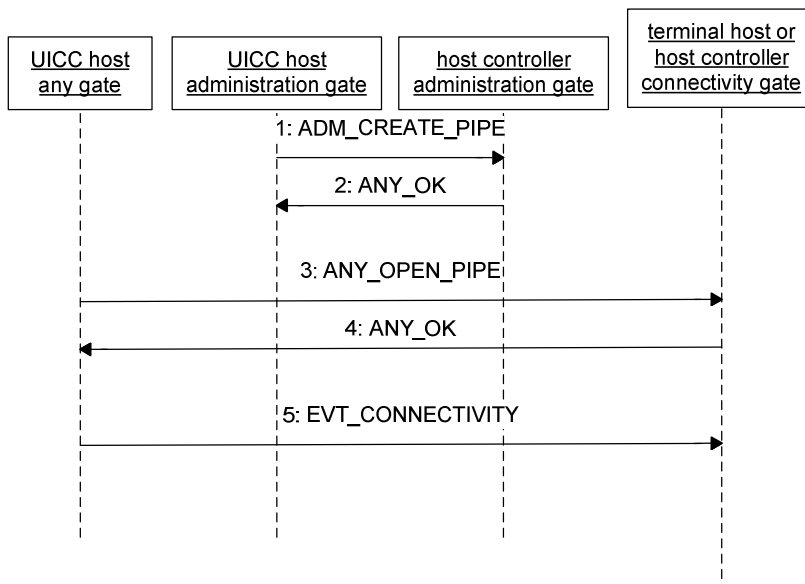 UICC host
any gate
UICC host
administration gate
host controller
administration gate
terminal host or
host controller
connectivity gate
1: ADM_CREATE_PIPE
2: ANY_OK
3: ANY_OPEN_PIPE
4: ANY_OK
5: EVT_CONNECTIVITY